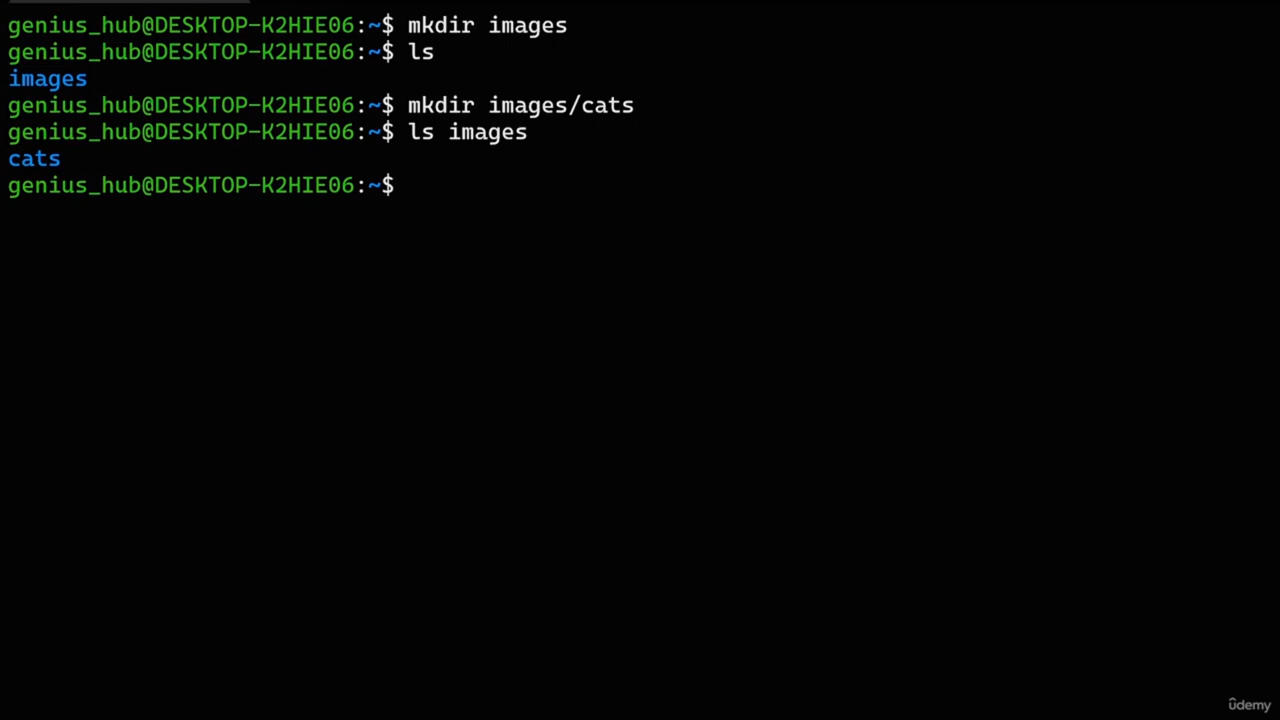 genius_hub@DESKTOP-K2HIE06:~$ mkdir images
genius_hub@DESKTOP-K2HIE06:~$ ls
images
genius_hub@DESKTOP-K2HIE06:~$ mkdir images/cats
genius_hub@DESKTOP-K2HIE06:~$ ls images
cats
genius_hub@DESKTOP-K2HIE06:~$
ûdemy